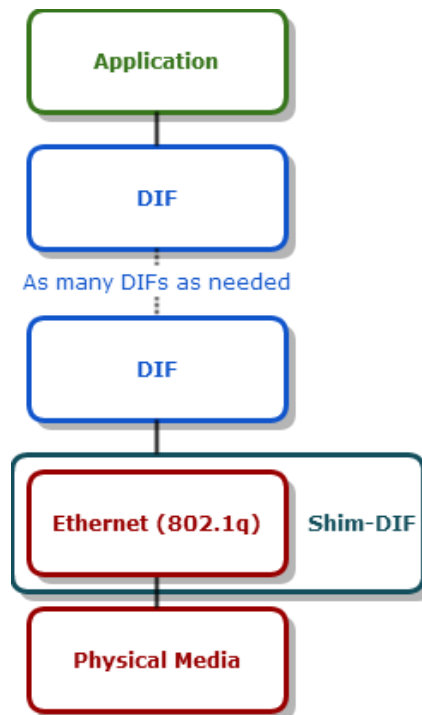 Application
DIF
As many DIFs as needed
DIF
Ethernet (802.1q) Shim-DIF
Physical Media